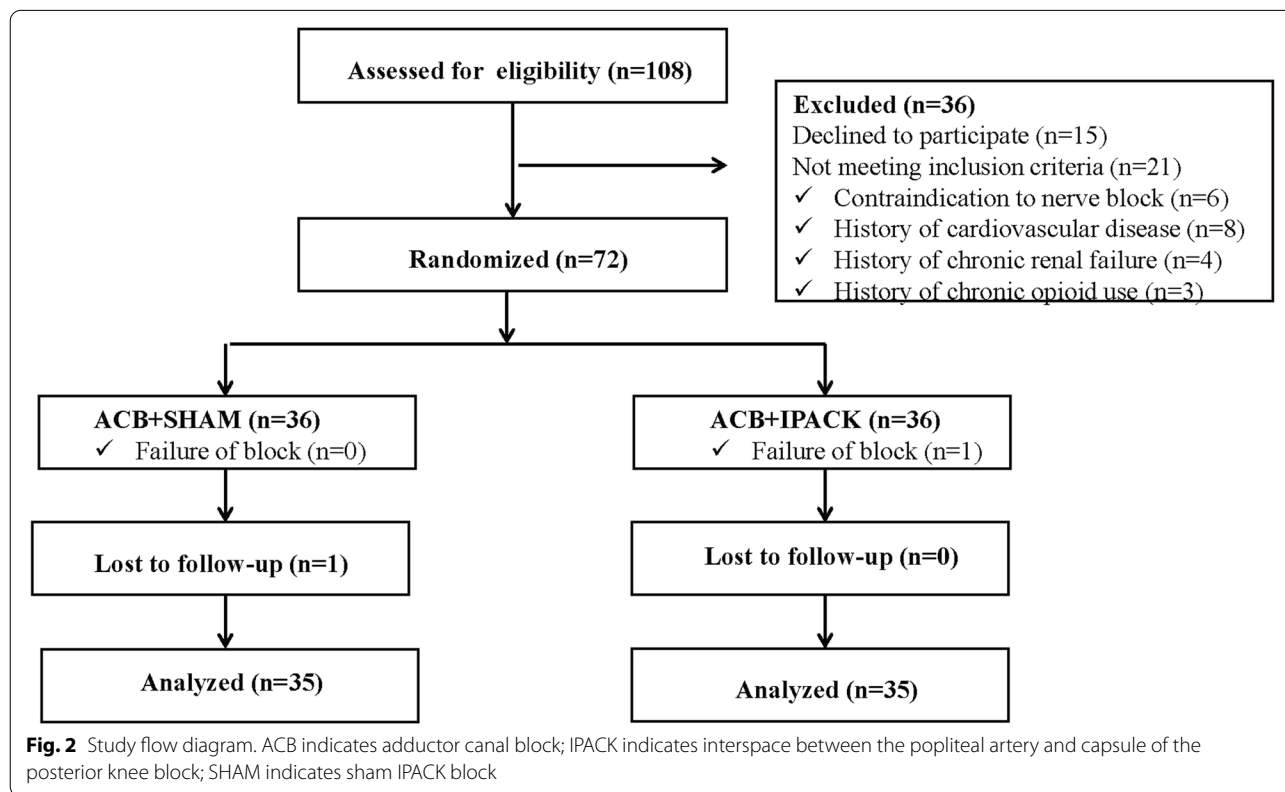 Assessed for eligibility (n=108)
Excluded (n=36)
Declined to participate (n=15)
Not meeting inclusion criteria (n=21)
✓ Contraindication to nerve block (n=6)
✓ History of cardiovascular disease (n=8)
✓ History of chronic renal failure (n=4)
✓ History of chronic opioid use (n=3)
Randomized (n=72)
ACB+SHAM (n=36)
✓ Failure of block (n=0)
ACB+IPACK (n=36)
✓ Failure of block (n=1)
Lost to follow-up (n=1)
Lost to follow-up (n=0)
Analyzed (n=35)
Analyzed (n=35)
Fig. 2 Study flow diagram. ACB indicates adductor canal block; IPACK indicates interspace between the popliteal artery and capsule of the
posterior knee block; SHAM indicates sham IPACK block